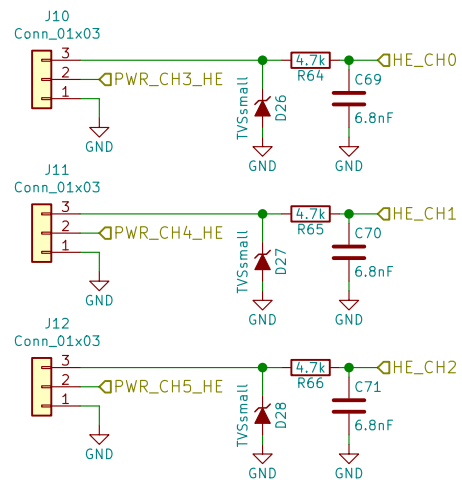 J10
Conn_01x03
3
2
1
PWR_CH3_HE
GND
TVSsmall
D26
GND
4.7k
R64
C69
6.8nF
GND
HE_CH0
J11
Conn_01x03
3
2
1
PWR_CH4_HE
GND
TVSsmall
D27
GND
4.7k
R65
C70
6.8nF
GND
HE_CH1
J12
Conn_01x03
3
2
1
PWR_CH5_HE
GND
TVSsmall
D28
GND
4.7k
R66
C71
6.8nF
GND
HE_CH2